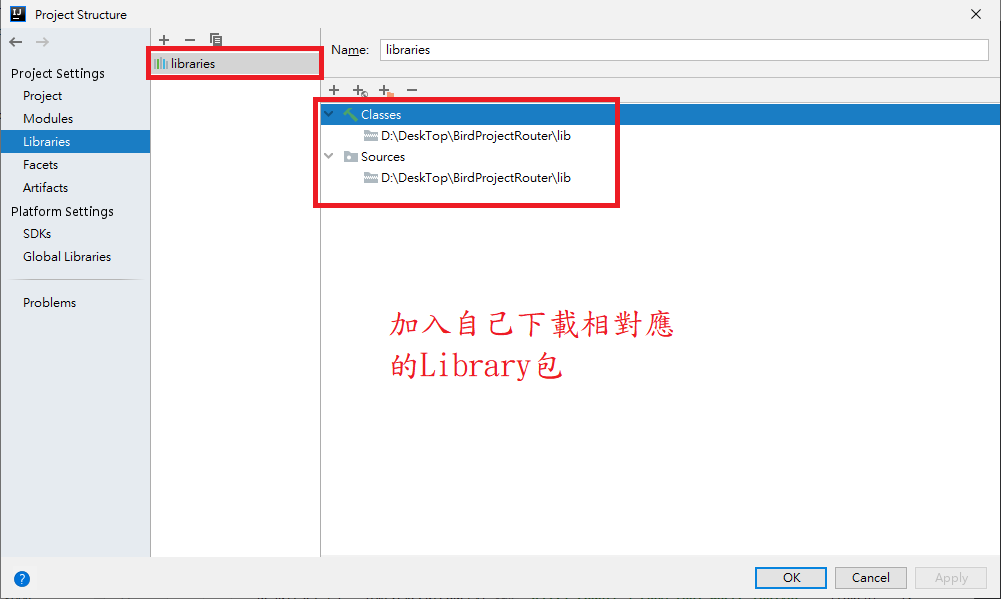 Project Structure
Project Settings
Project
Modules
Libraries
Facets
Artifacts
Platform Settings
SDKs
Global Libraries
Problems
libraries
Name: libraries
Classes
D:\DeskTop\BirdProjectRouter\lib
Sources
D:\DeskTop\BirdProjectRouter\lib
加入自己下載相對應
的Library包
OK
Cancel
Apply